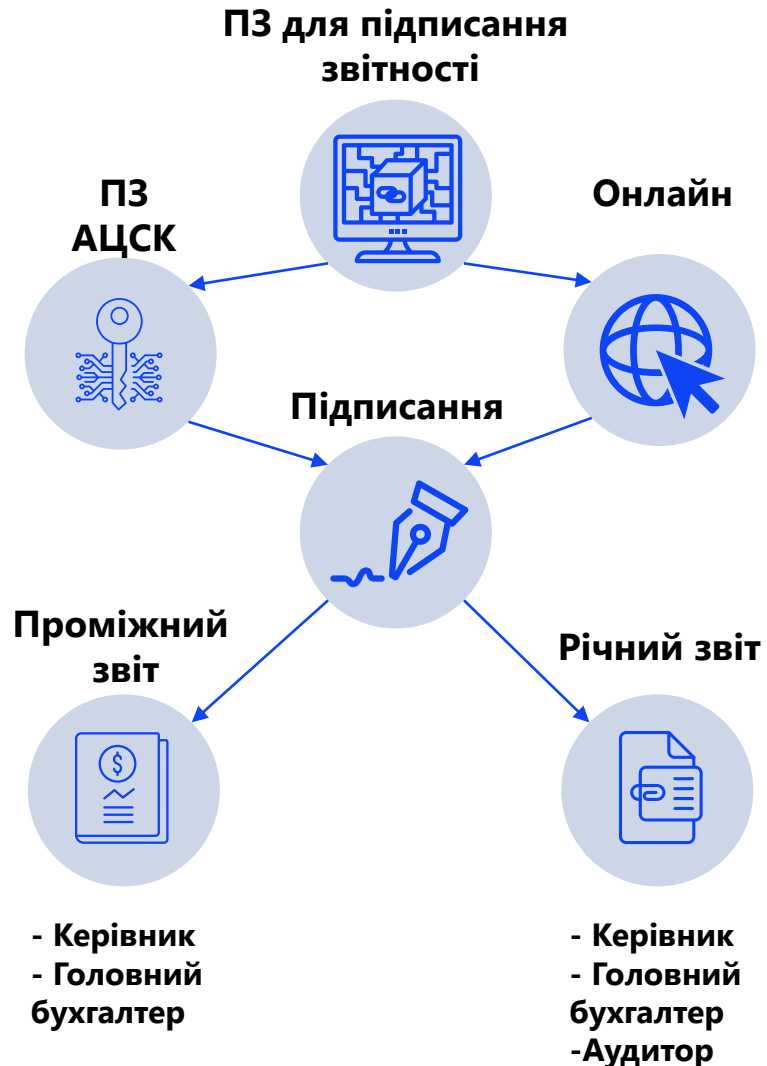 ПЗ для підписання
звітності
ПЗ
АЦСК
Онлайн
Підписання
Проміжний
звіт
Річний звіт
$
- Керівник
- Головний
бухгалтер
- Керівник
- Головний
бухгалтер
-Аудитор